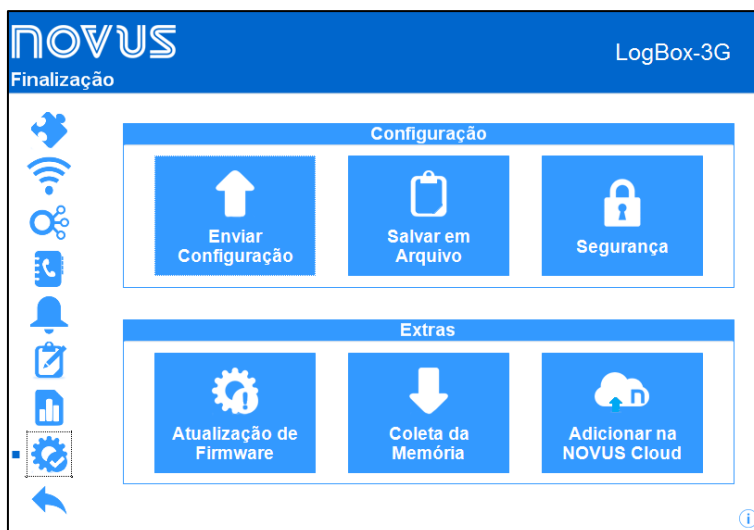 NOVUS
LogBox-3G
Finalização
Configuração
Enviar
Configuração
Salvar em
Arquivo
Segurança
Extras
Atualização de
Firmware
Coleta da
Memória
n
Adicionar na
NOVUS Cloud
i